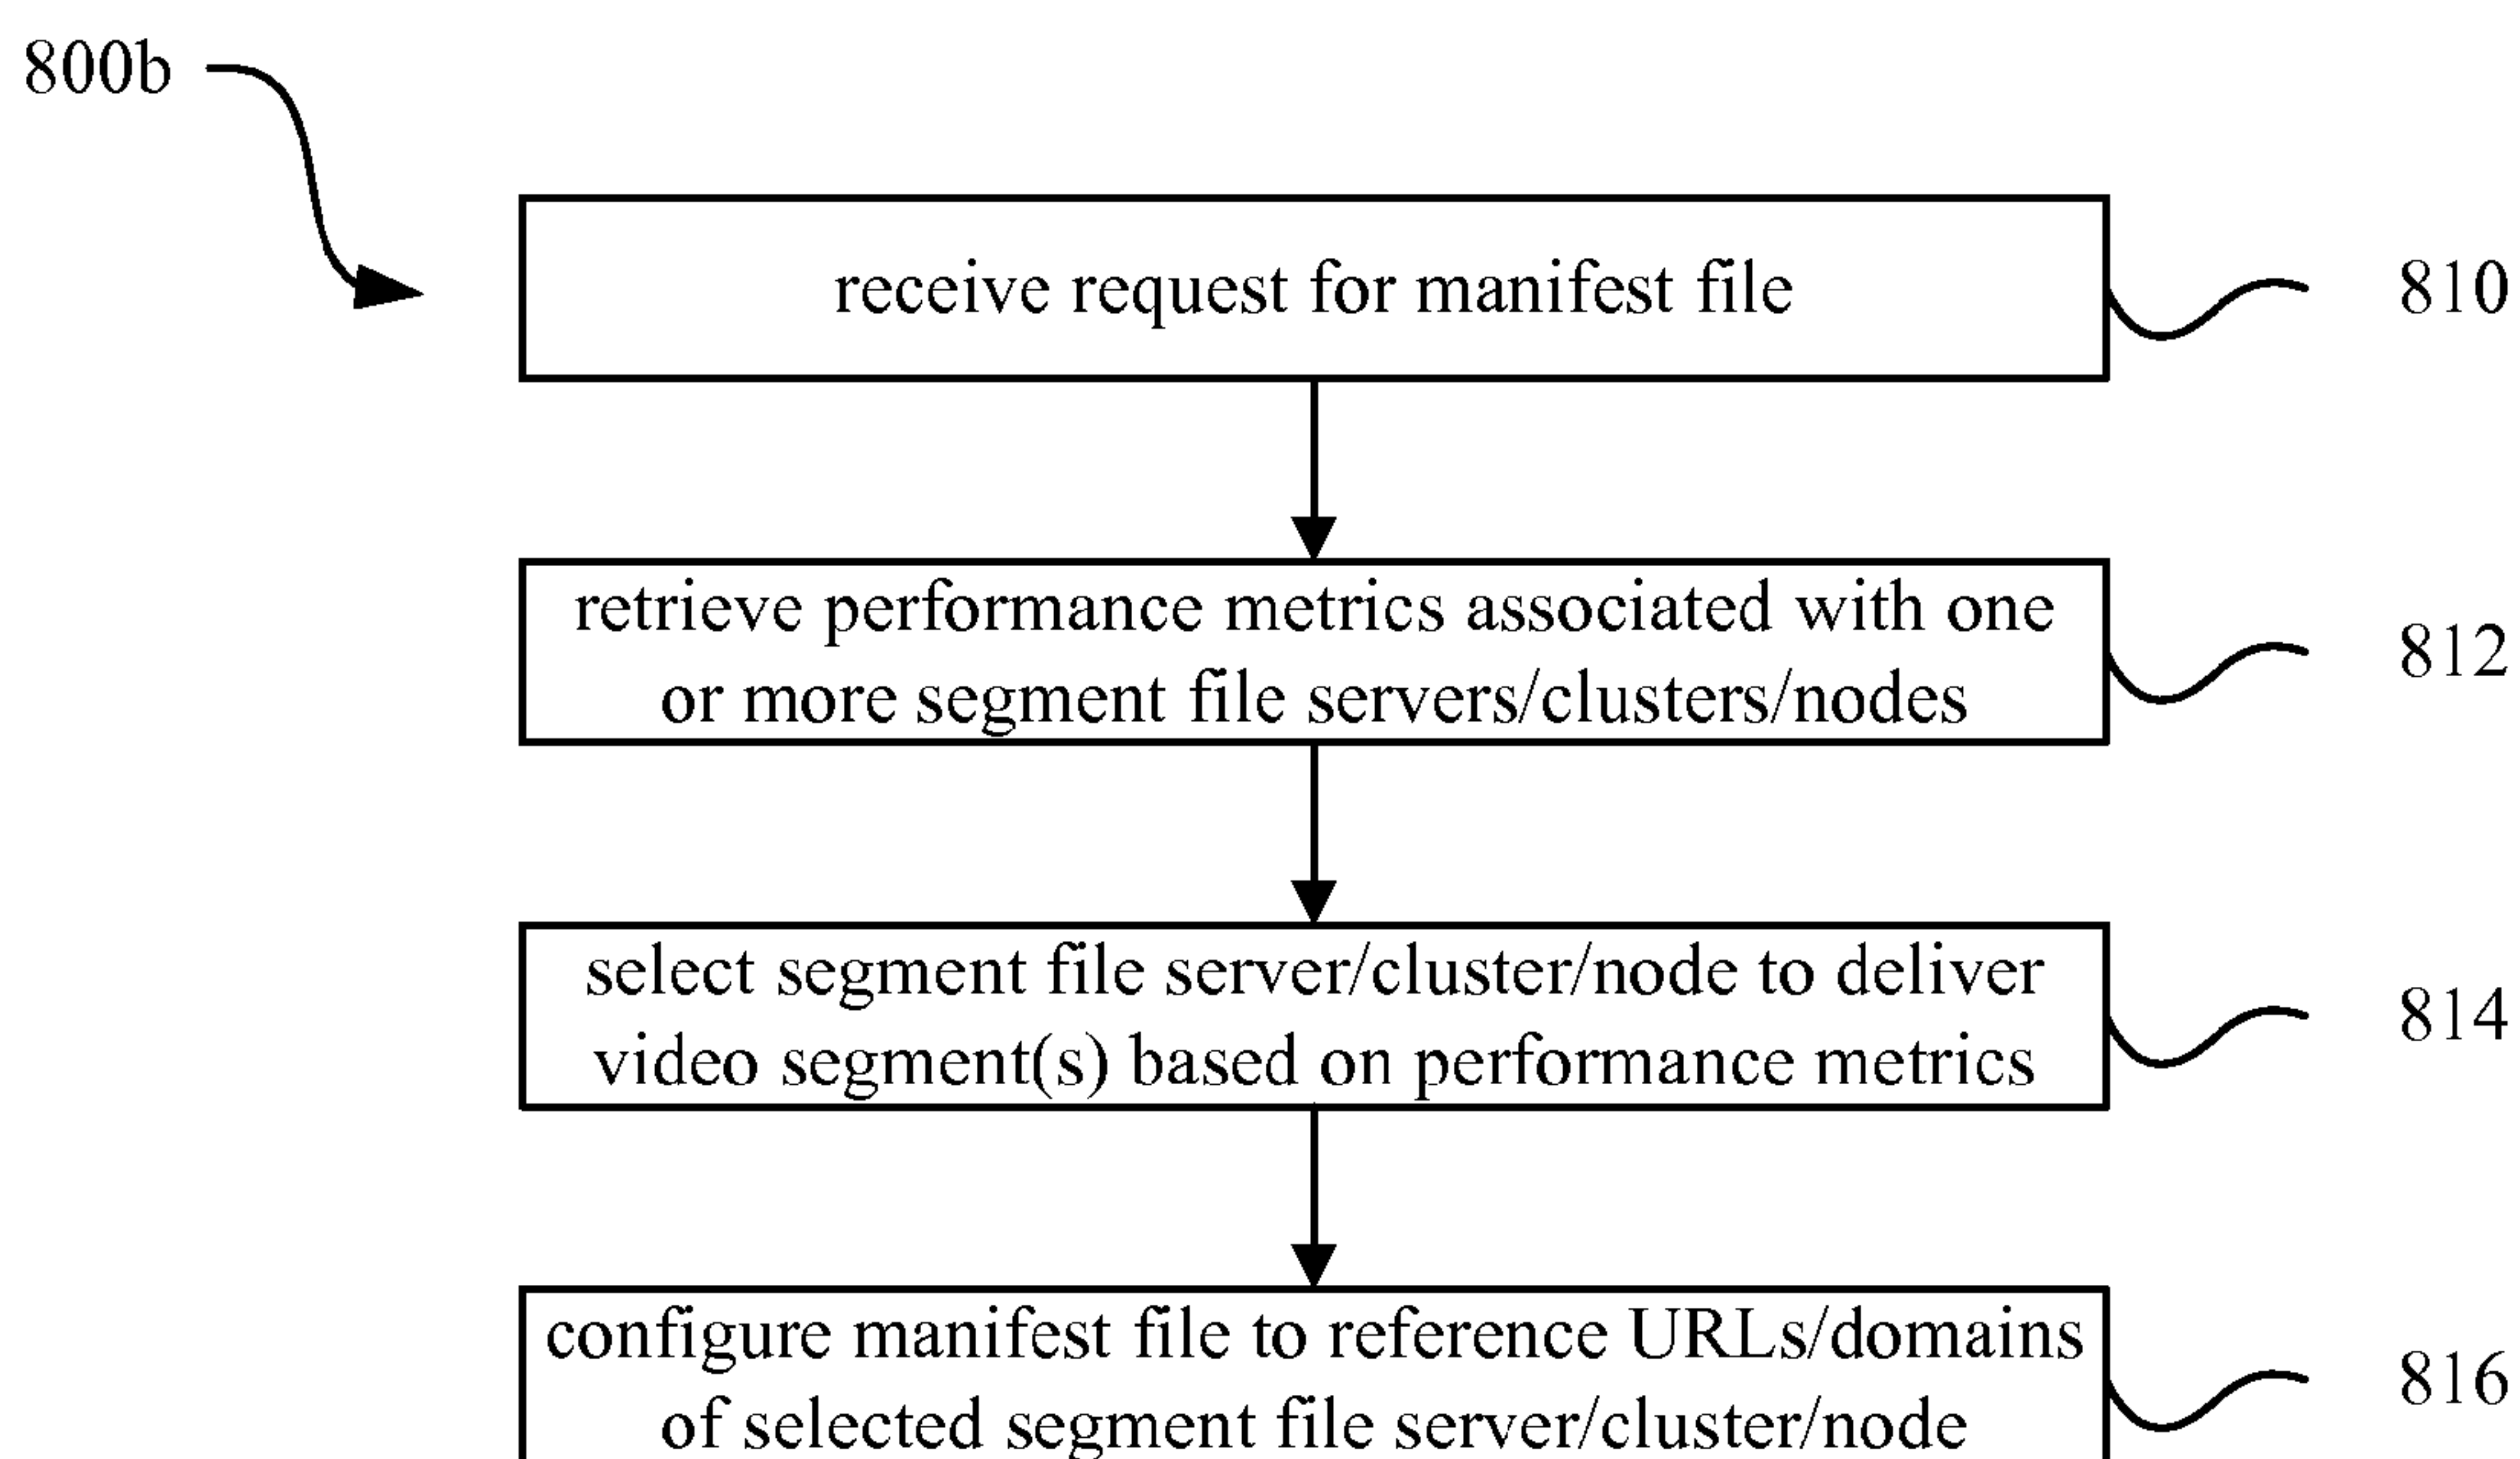 800b
receive request for manifest file
810
retrieve performance metrics associated with one
or more segment file servers/clusters/nodes
812
select segment file server/cluster/node to deliver
video segment(s) based on performance metrics
814
configure manifest file to reference URLs/domains
of selected segment file server/cluster/node
816